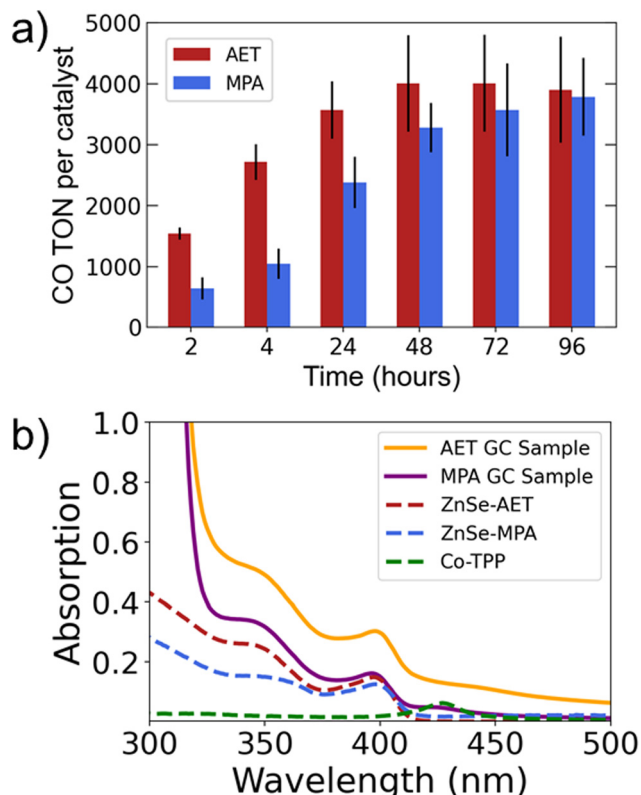 a)
CO TON per catalyst
5000
4000
3000
2000
1000
0
AET
MPA
2 4 24 48 72 96
Time (hours)
b)
Absorption
1.0
0.8
0.6
0.4
0.2
AET GC Sample
MPA GC Sample
ZnSe-AET
ZnSe-MPA
Co-TPP
300 350 400 450 500
Wavelength (nm)